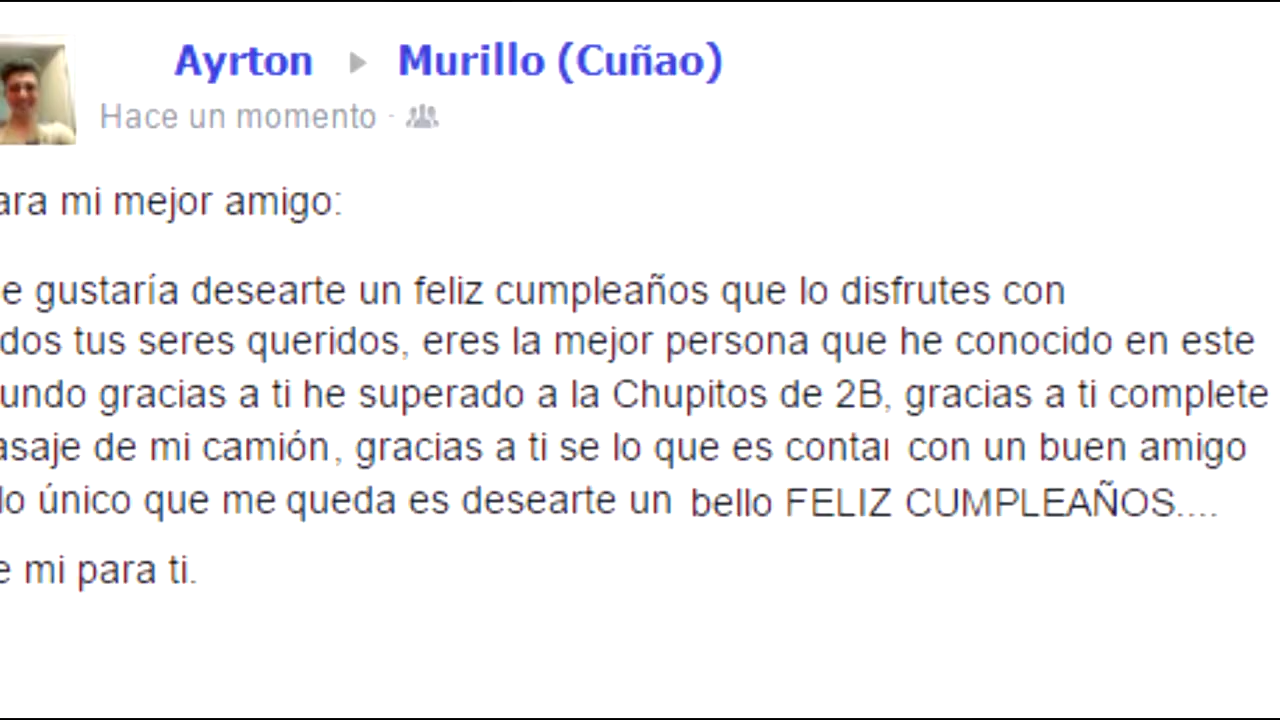 Ayrton ▸ Murillo (Cuñao)
Hace un momento ·
ara mi mejor amigo:
e gustaría desearte un feliz cumpleaños que lo disfrutes con
dos tus seres queridos, eres la mejor persona que he conocido en este
undo gracias a ti he superado a la Chupitos de 2B, gracias a ti complete
asaje de mi camión, gracias a ti se lo que es contar con un buen amigo
lo único que me queda es desearte un bello FELIZ CUMPLEAÑOS....
e mi para ti.